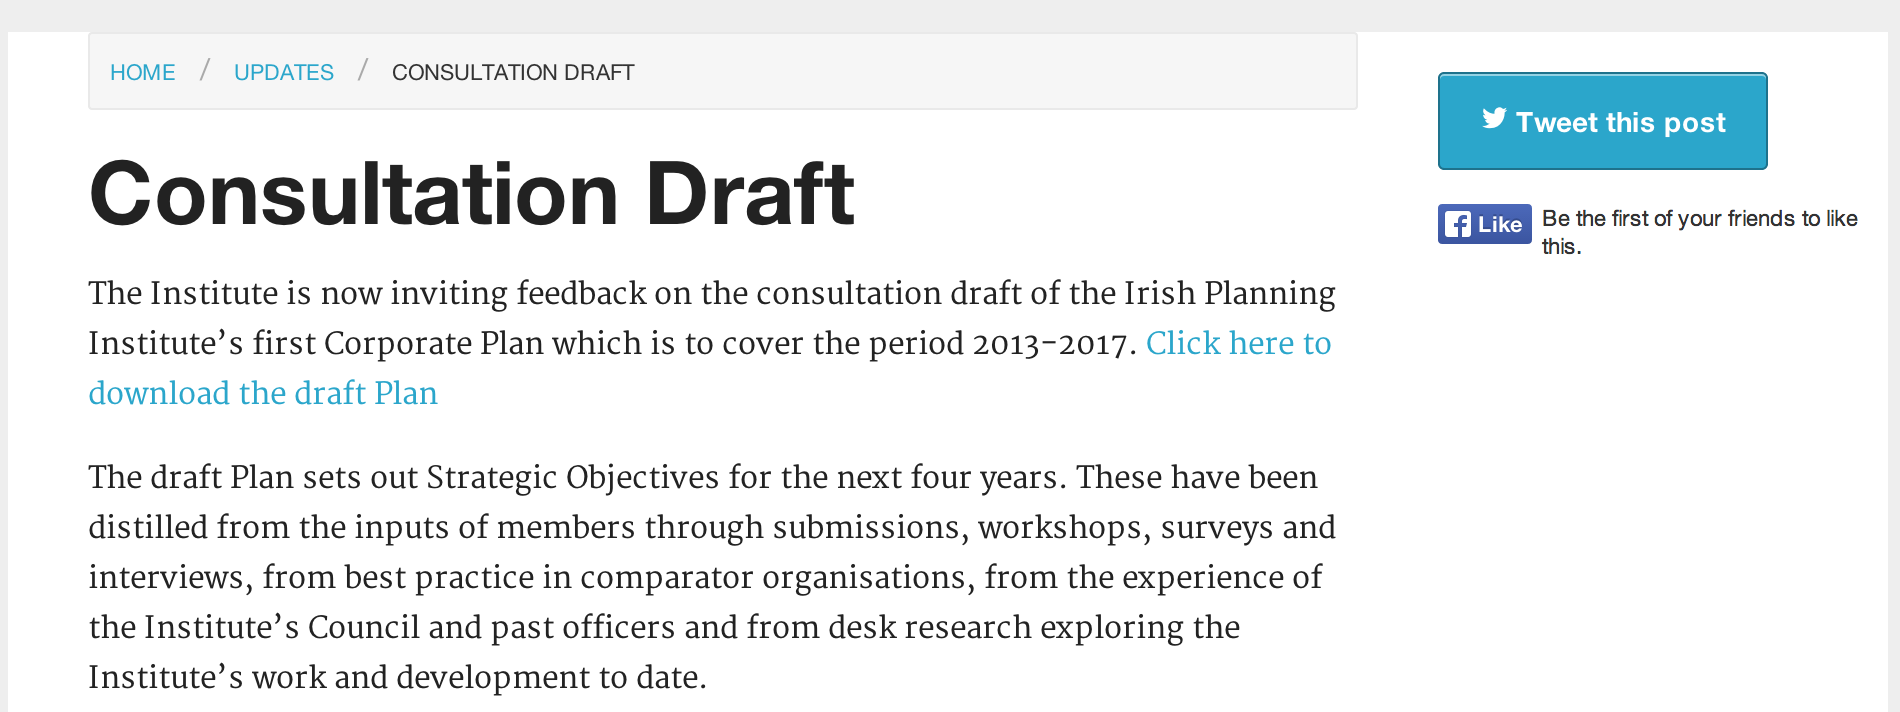 HOME / UPDATES / CONSULTATION DRAFT
Consultation Draft
The Institute is now inviting feedback on the consultation draft of the Irish Planning
Institute’s first Corporate Plan which is to cover the period 2013-2017. Click here to
download the draft Plan
The draft Plan sets out Strategic Objectives for the next four years. These have been
distilled from the inputs of members through submissions, workshops, surveys and
interviews, from best practice in comparator organisations, from the experience of
the Institute’s Council and past officers and from desk research exploring the
Institute’s work and development to date.
Tweet this post
Like Be the first of your friends to like
this.